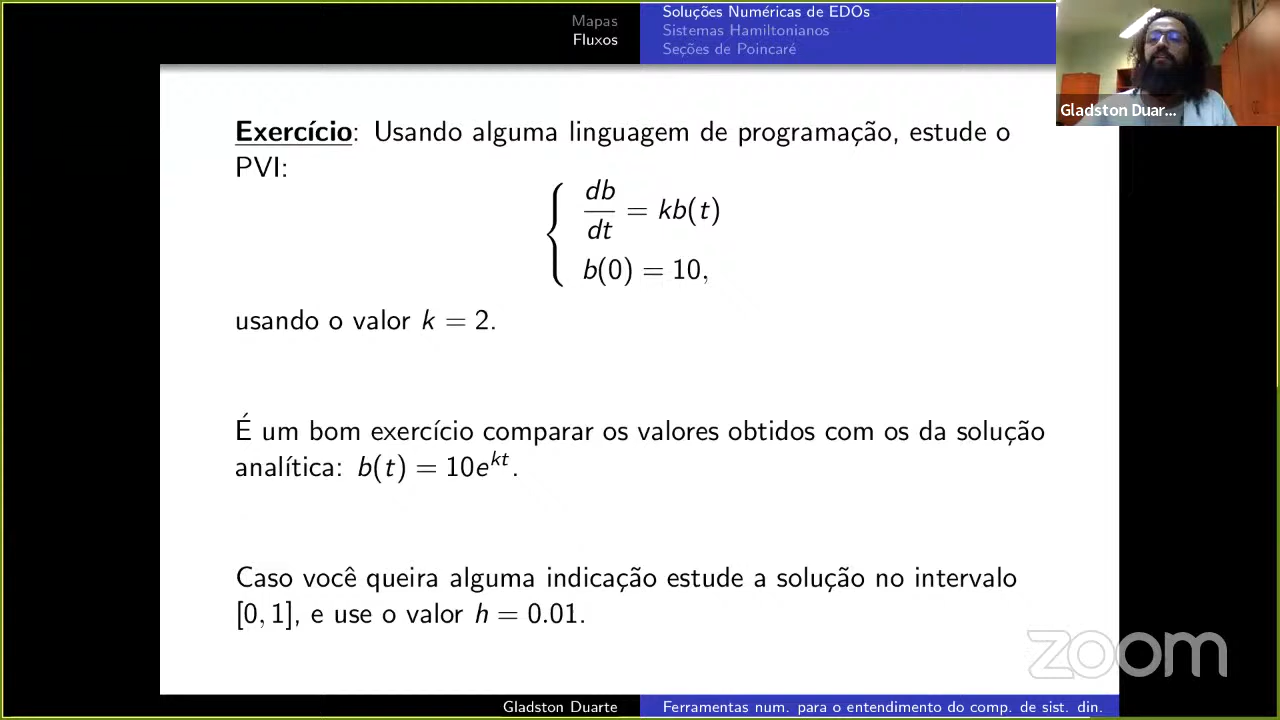 Mapas
Fluxos
Soluções Numéricas de EDOs
Sistemas Hamiltonianos
Seções de Poincaré
Gladston Duar...
Exercício: Usando alguma linguagem de programação, estude o
PVI:
db/dt = kb(t)
b(0) = 10,
usando o valor k = 2.
É um bom exercício comparar os valores obtidos com os da solução
analítica: b(t) = 10e^{kt}.
Caso você queira alguma indicação estude a solução no intervalo
[0, 1], e use o valor h = 0.01.
zoom
Gladston Duarte
Ferramentas num. para o entendimento do comp. de sist. din.